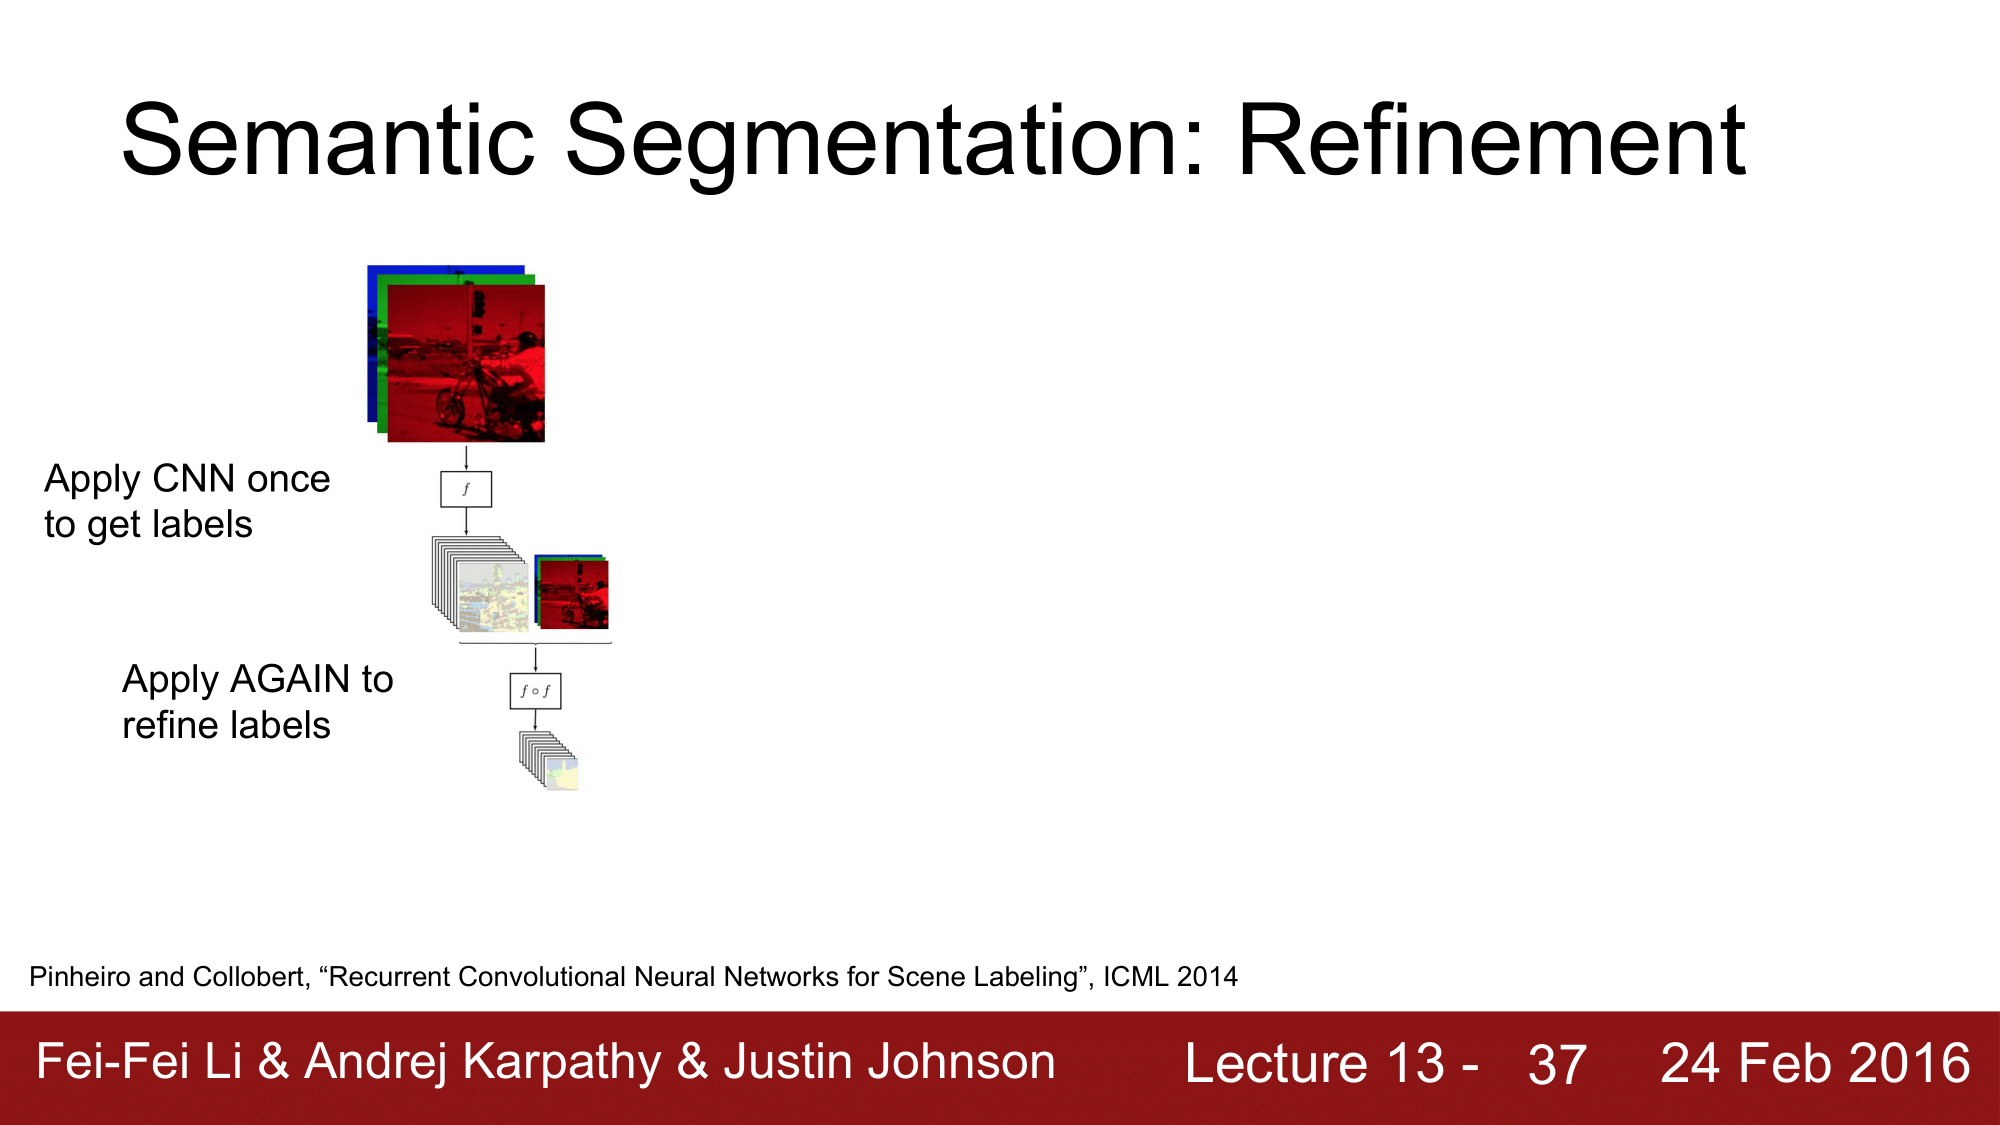 Semantic Segmentation: Refinement
Apply CNN once
to get labels
f
Apply AGAIN to
refine labels
f ∘ f
Pinheiro and Collobert, “Recurrent Convolutional Neural Networks for Scene Labeling”, ICML 2014
Fei-Fei Li & Andrej Karpathy & Justin Johnson Lecture 13 - 37 24 Feb 2016